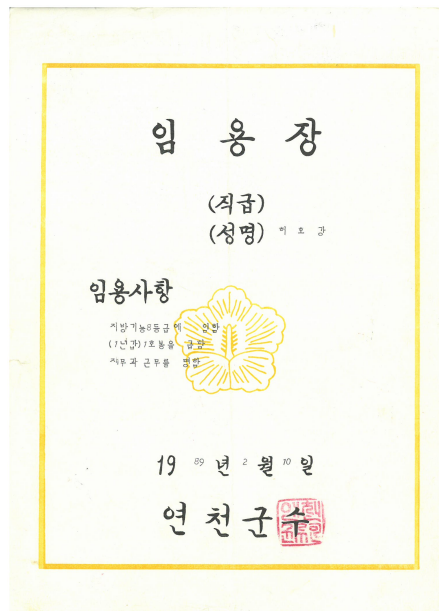 임 용 장
(직급)
(성명) 허 호 강
임용사항
지방기능8등급에 임함
(1년간)1호봉을 급함
재무과 근무를 명함
19 89 년 2 월 10 일
연 천 군 수